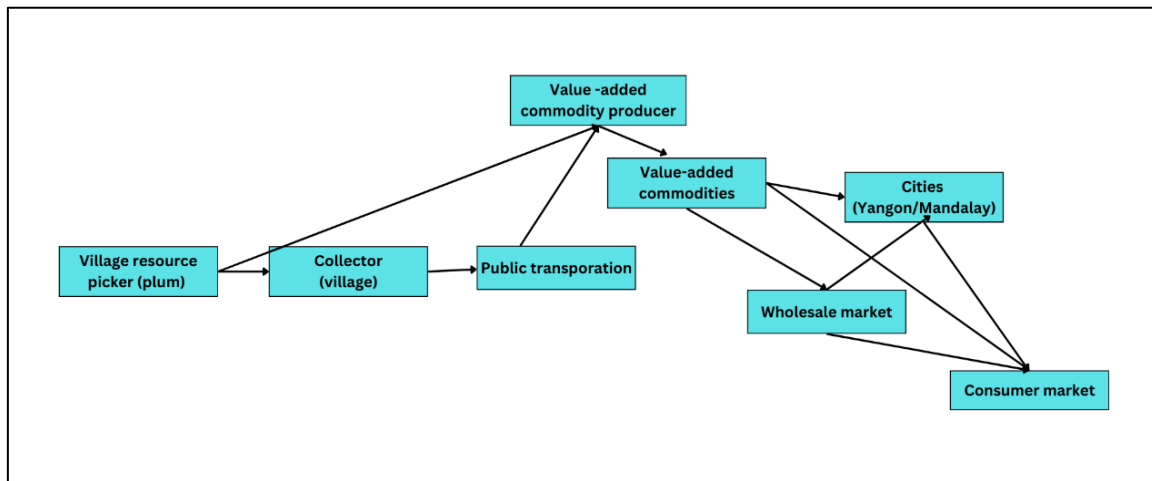 Value -added
commodity producer
Value-added
commodities
Cities
(Yangon/Mandalay)
Village resource
picker (plum)
Collector
(village)
Public transporation
Wholesale market
Consumer market